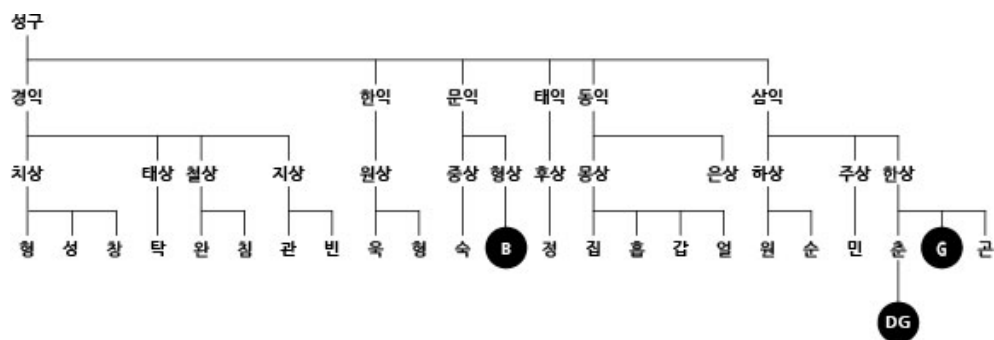 성구
경익 한익 문익 태익 동익 삼익
치상 태상 철상 지상 원상 중상 형상 후상 몽상 은상 하상 주상 한상
형 성 창 탁 완 침 관 빈 욱 형 숙 B 정 집 흡 갑 얼 원 순 민 춘 G 곤
DG